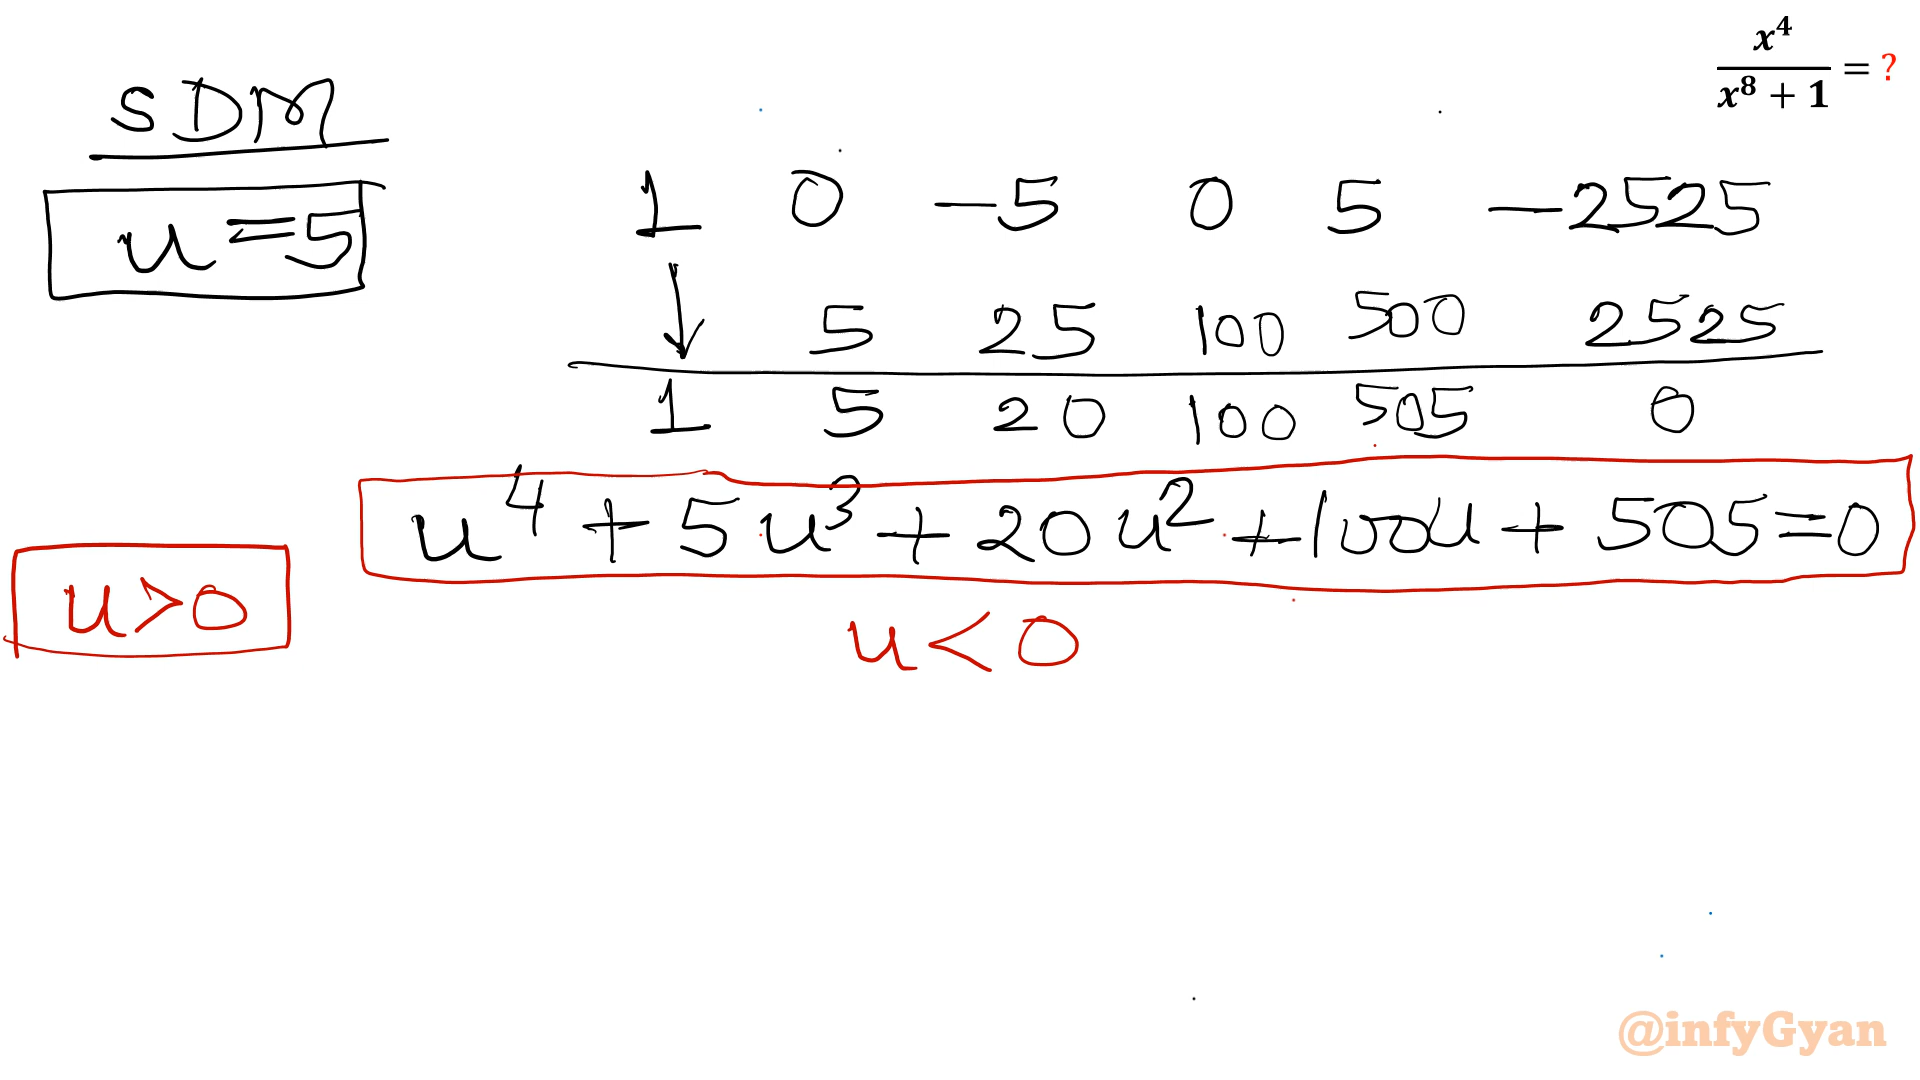 x⁴/(x⁸ + 1) = ?
SDM
u = 5
1 0 -5 0 5 -2525
↓ 5 25 100 500 2525
1 5 20 100 505 0
u⁴ + 5u³ + 20u² + 100u + 505 = 0
u > 0
u < 0
@infyGyan